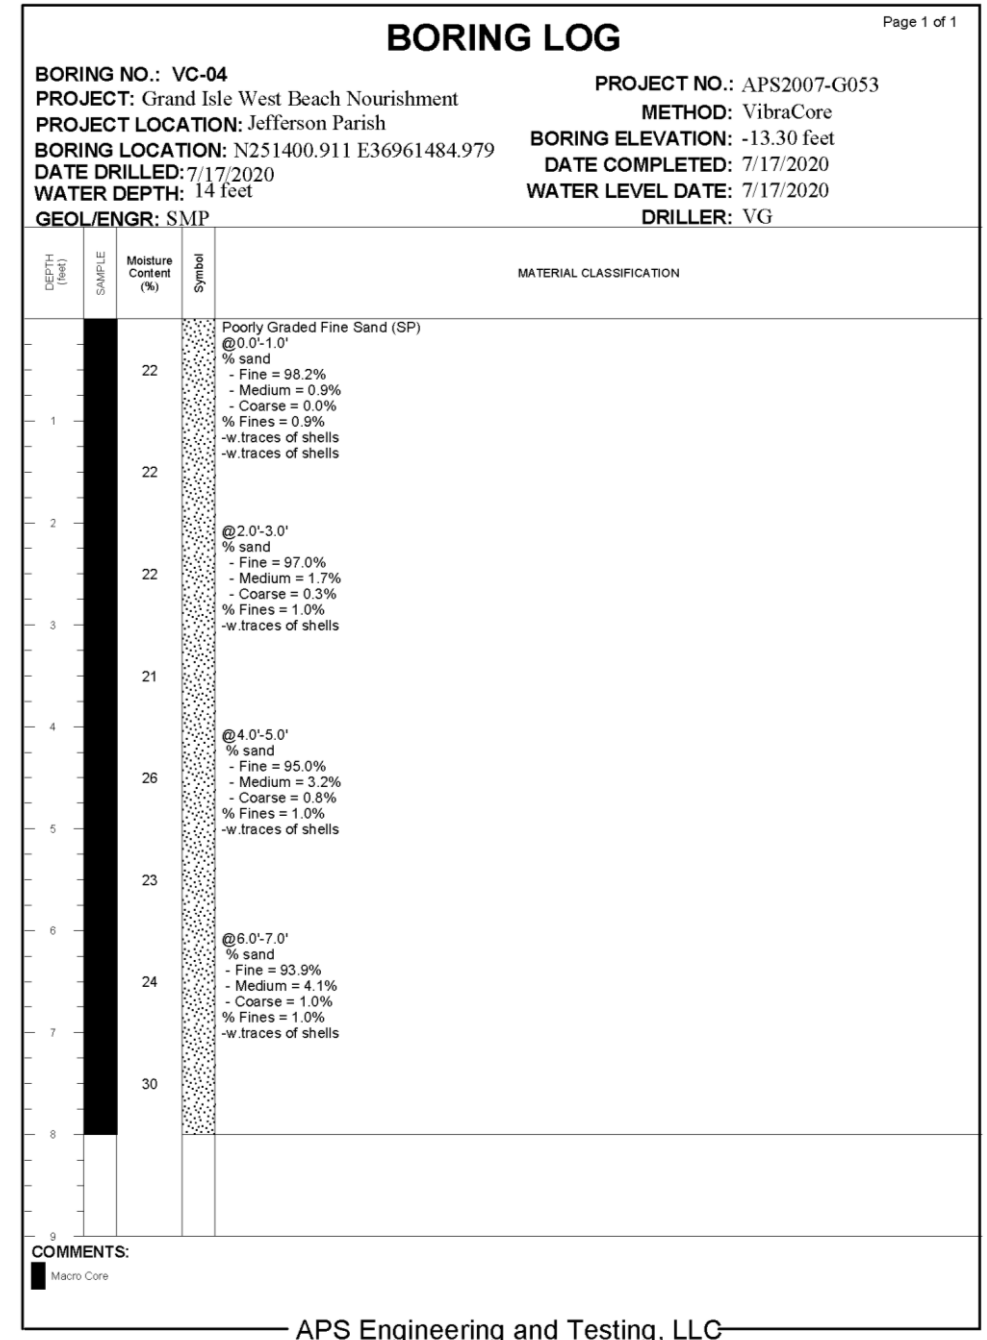 Page 1 of 1
BORING LOG
BORING NO.: VC-04
PROJECT: Grand Isle West Beach Nourishment
PROJECT LOCATION: Jefferson Parish
BORING LOCATION: N251400.911 E36961484.979
DATE DRILLED: 7/17/2020
WATER DEPTH: 14 feet
GEOL/ENGR: SMP
PROJECT NO.: APS2007-G053
METHOD: VibraCore
BORING ELEVATION: -13.30 feet
DATE COMPLETED: 7/17/2020
WATER LEVEL DATE: 7/17/2020
DRILLER: VG
DEPTH
(feet)
SAMPLE
Moisture
Content
(%)
Symbol
MATERIAL CLASSIFICATION
Poorly Graded Fine Sand (SP)
@0.0'-1.0'
% sand
- Fine = 98.2%
22
- Medium = 0.9%
- Coarse = 0.0%
1
% Fines = 0.9%
-w.traces of shells
-w.traces of shells
22
2
@2.0'-3.0'
% sand
- Fine = 97.0%
22
- Medium = 1.7%
- Coarse = 0.3%
% Fines = 1.0%
3
-w.traces of shells
21
4
@4.0'-5.0'
% sand
- Fine = 95.0%
26
- Medium = 3.2%
- Coarse = 0.8%
% Fines = 1.0%
5
-w.traces of shells
23
6
@6.0'-7.0'
% sand
- Fine = 93.9%
24
- Medium = 4.1%
- Coarse = 1.0%
% Fines = 1.0%
7
-w.traces of shells
30
8
9
COMMENTS:
Macro Core
APS Engineering and Testing, LLC